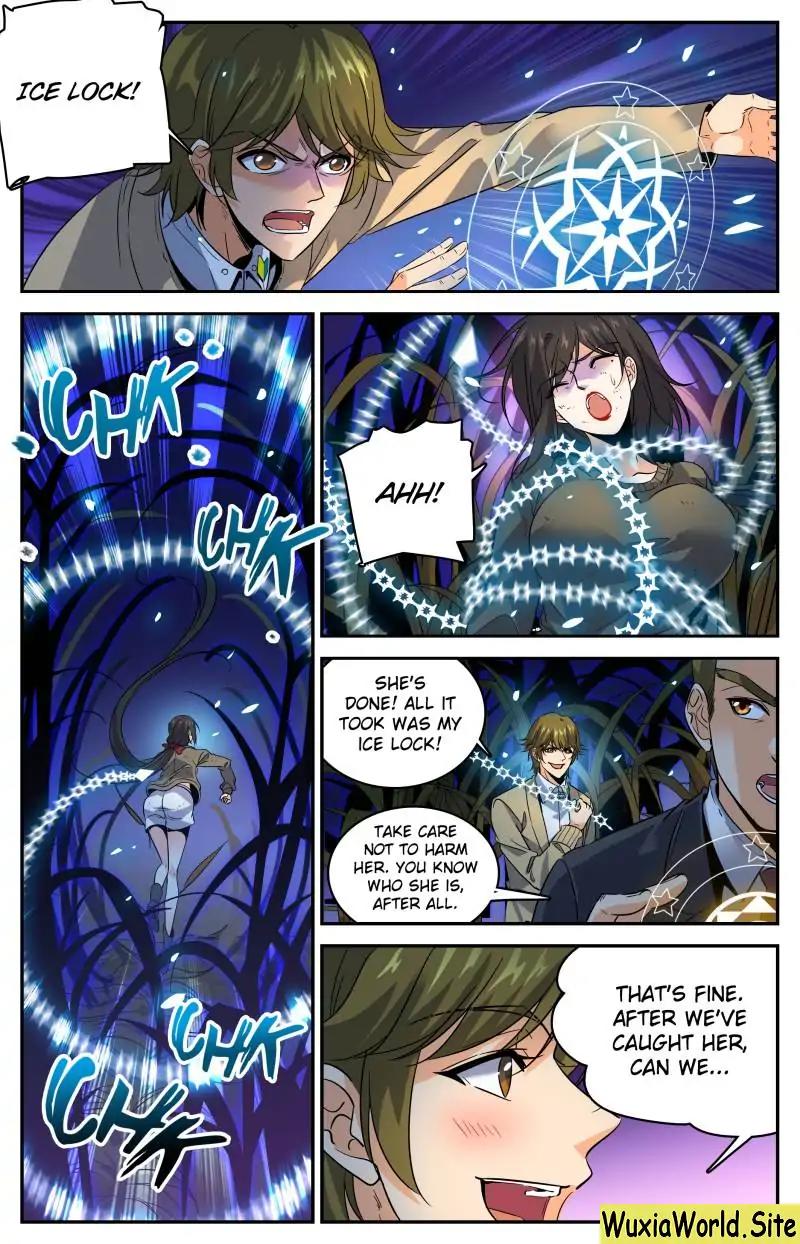 ICE LOCK!
CHK
CHK
CHK
CHK
AHH!
SHE'S
DONE! ALL IT
TOOK WAS MY
ICE LOCK!
TAKE CARE
NOT TO HARM
HER. YOU KNOW
WHO SHE IS,
AFTER ALL.
THAT'S FINE.
AFTER WE'VE
CAUGHT HER,
CAN WE...
WuxiaWorld.Site